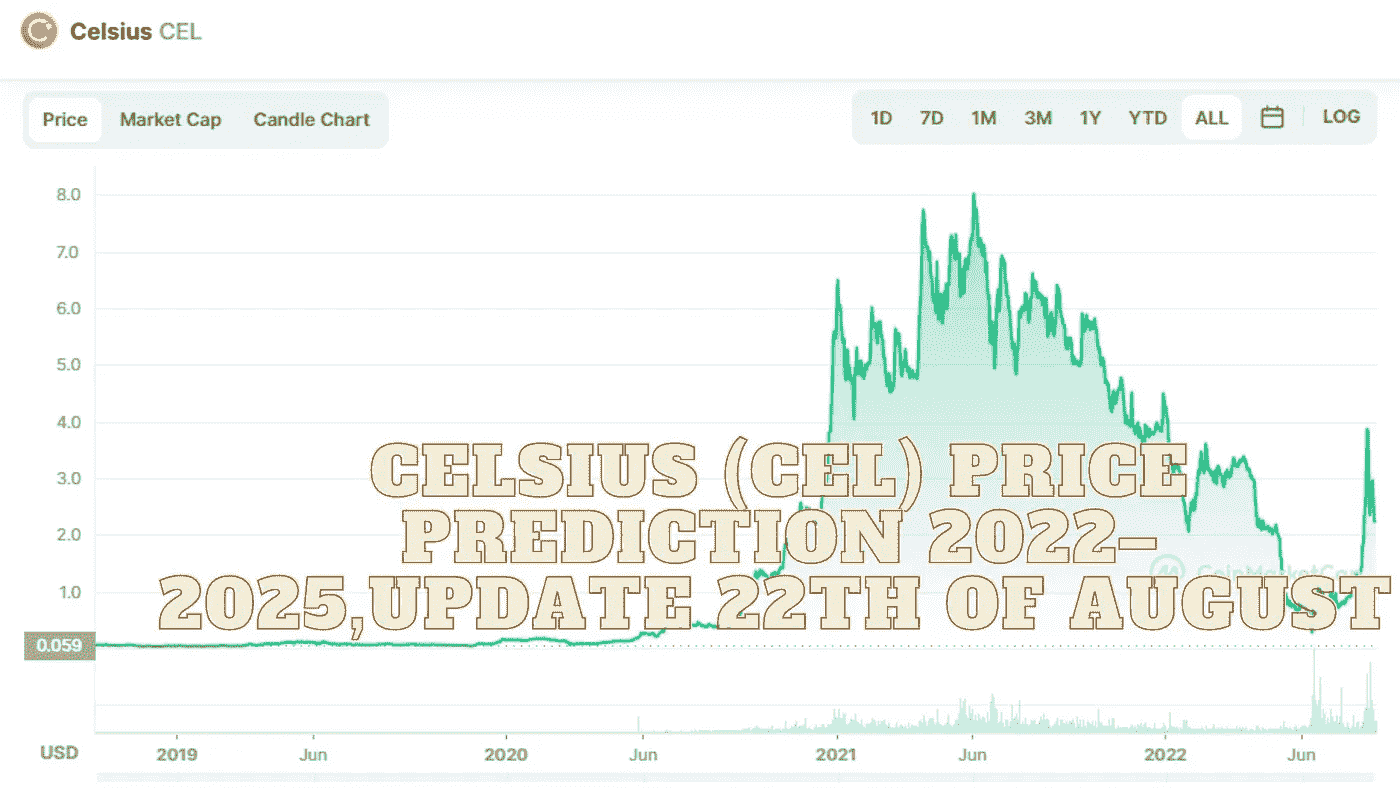 Celsius CEL
Price Market Cap Candle Chart
1D 7D 1M 3M 1Y YTD ALL LOG
8.0
7.0
6.0
5.0
4.0
3.0
2.0
1.0
0.059
CELSIUS (CEL) PRICE
PREDICTION 2022–
2025,UPDATE 22TH OF AUGUST
CoinMarketCap
USD
2019 Jun 2020 Jun 2021 Jun 2022 Jun